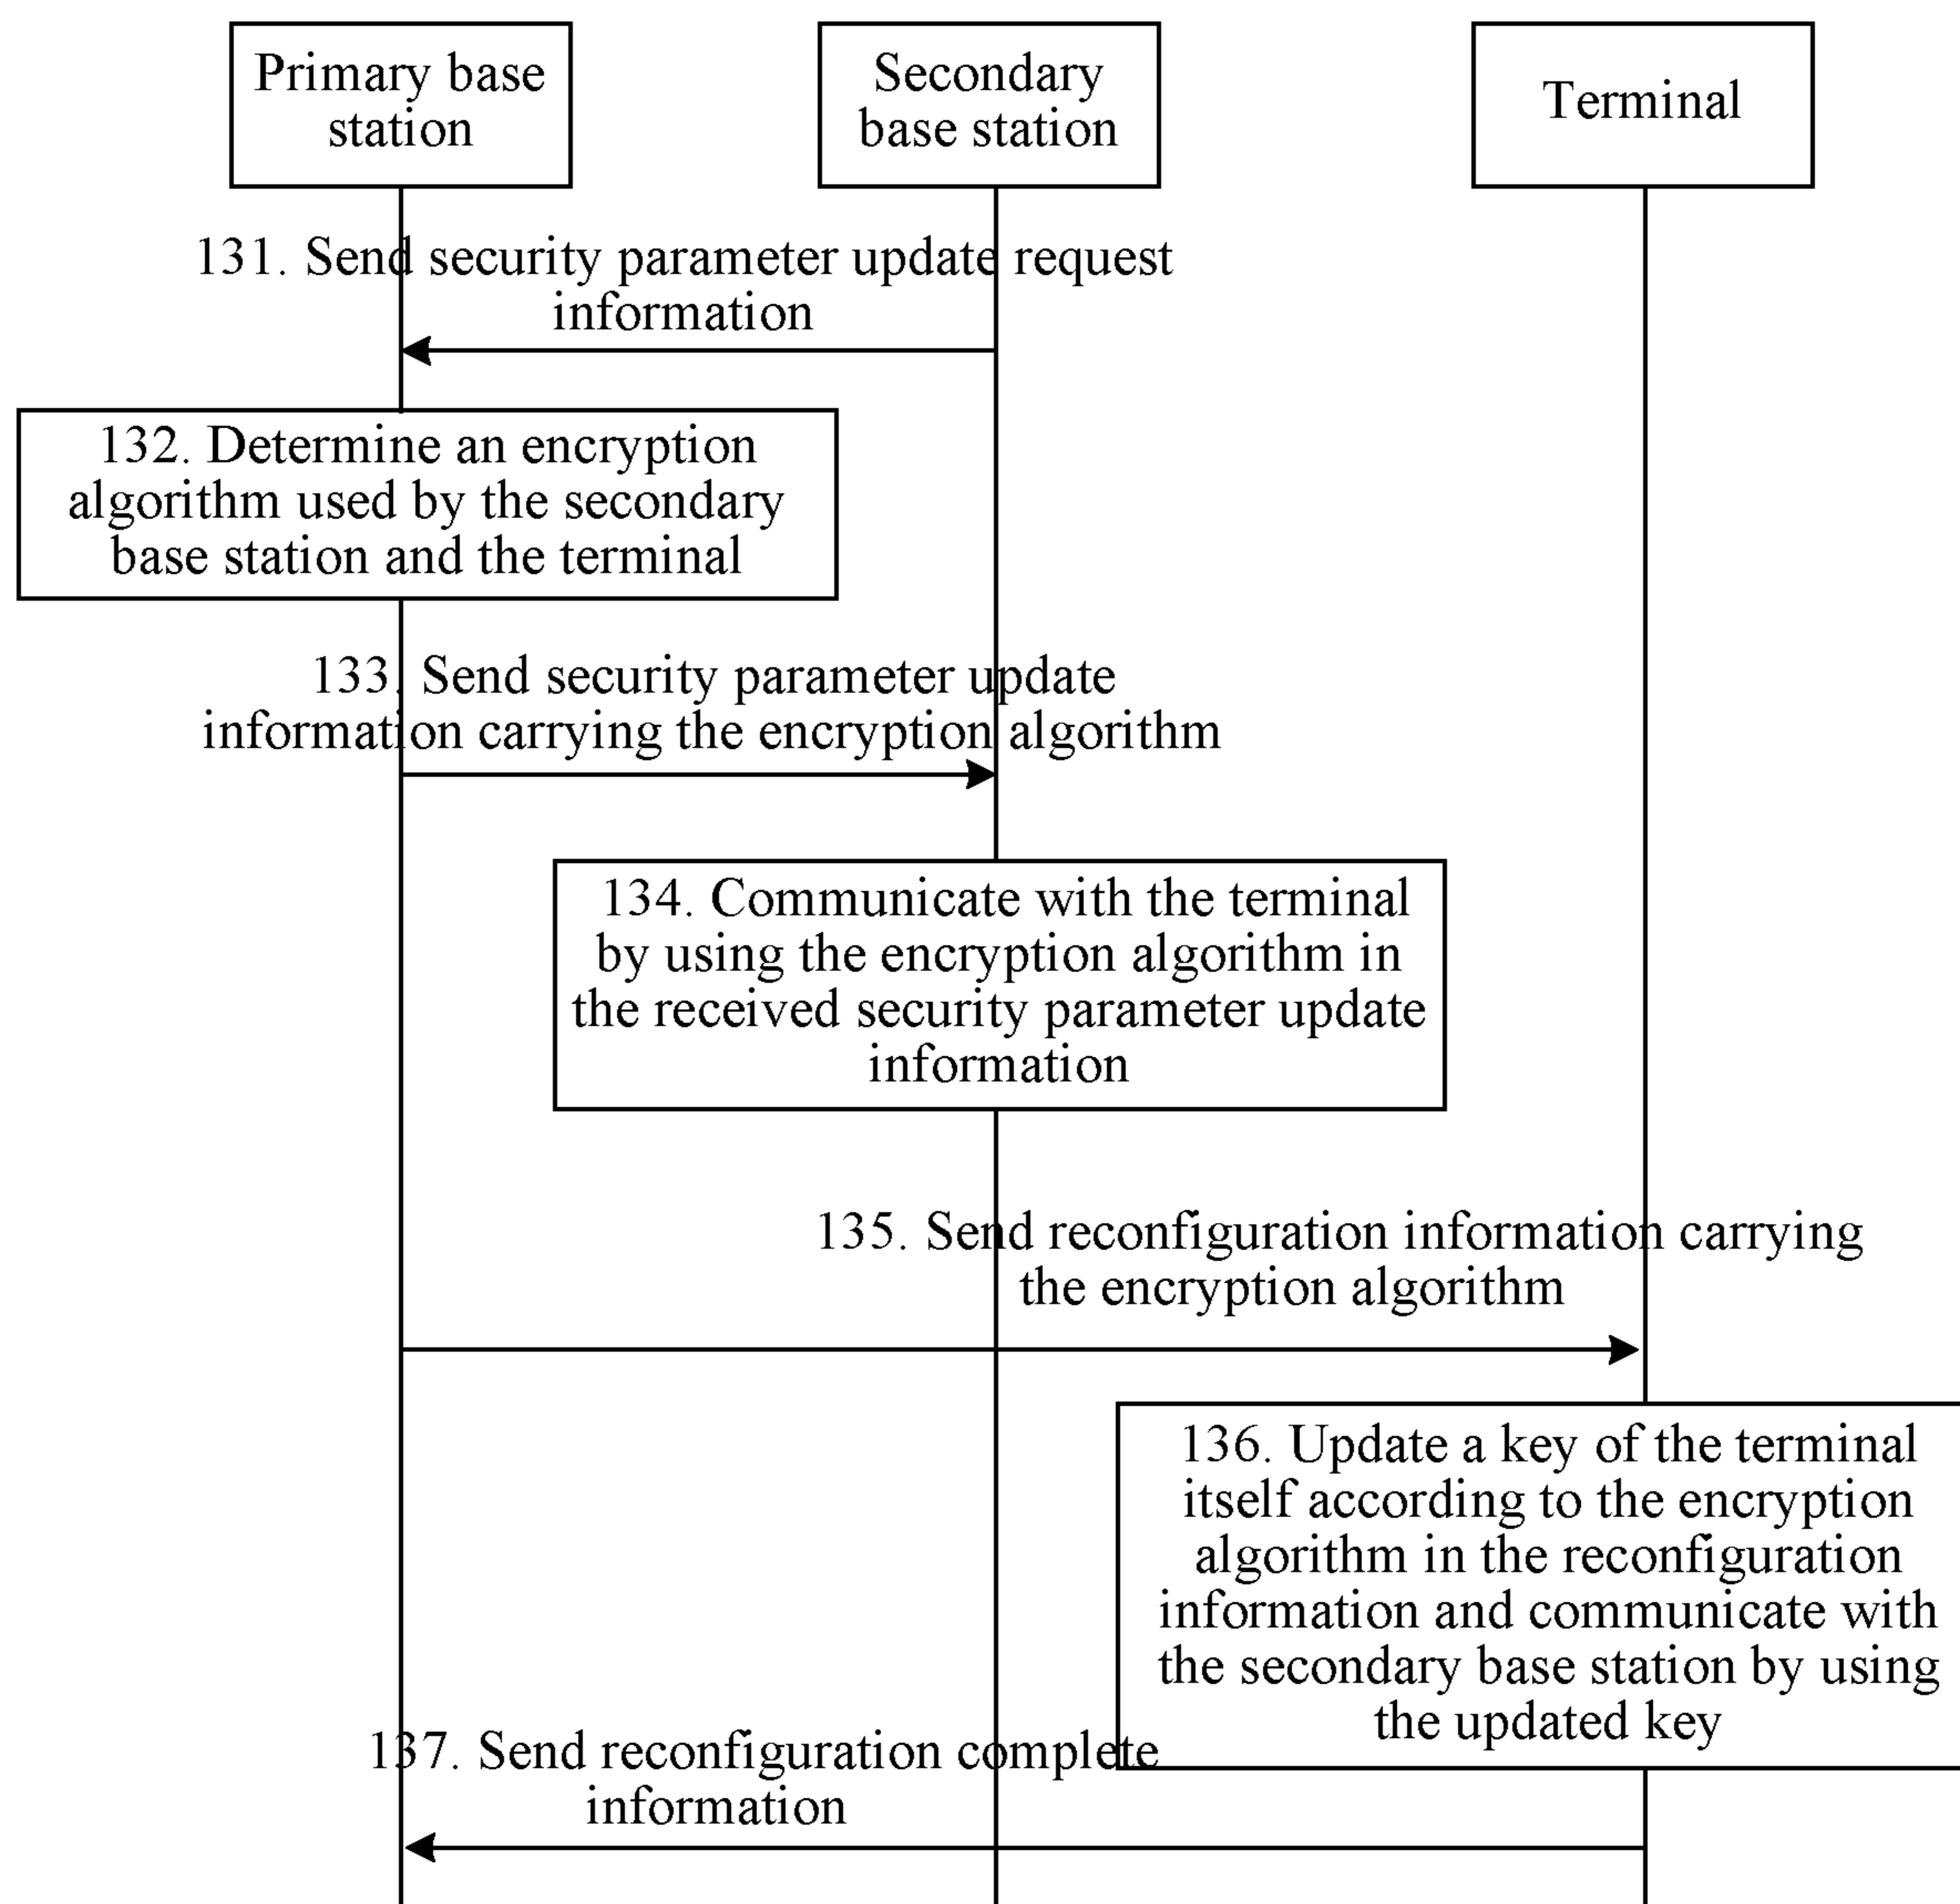 Primary base
station
Secondary
base station
Terminal
131. Send security parameter update request
information
132. Determine an encryption
algorithm used by the secondary
base station and the terminal
133. Send security parameter update
information carrying the encryption algorithm
134. Communicate with the terminal
by using the encryption algorithm in
the received security parameter update
information
135. Send reconfiguration information carrying
the encryption algorithm
136. Update a key of the terminal
itself according to the encryption
algorithm in the reconfiguration
information and communicate with
the secondary base station by using
the updated key
137. Send reconfiguration complete
information